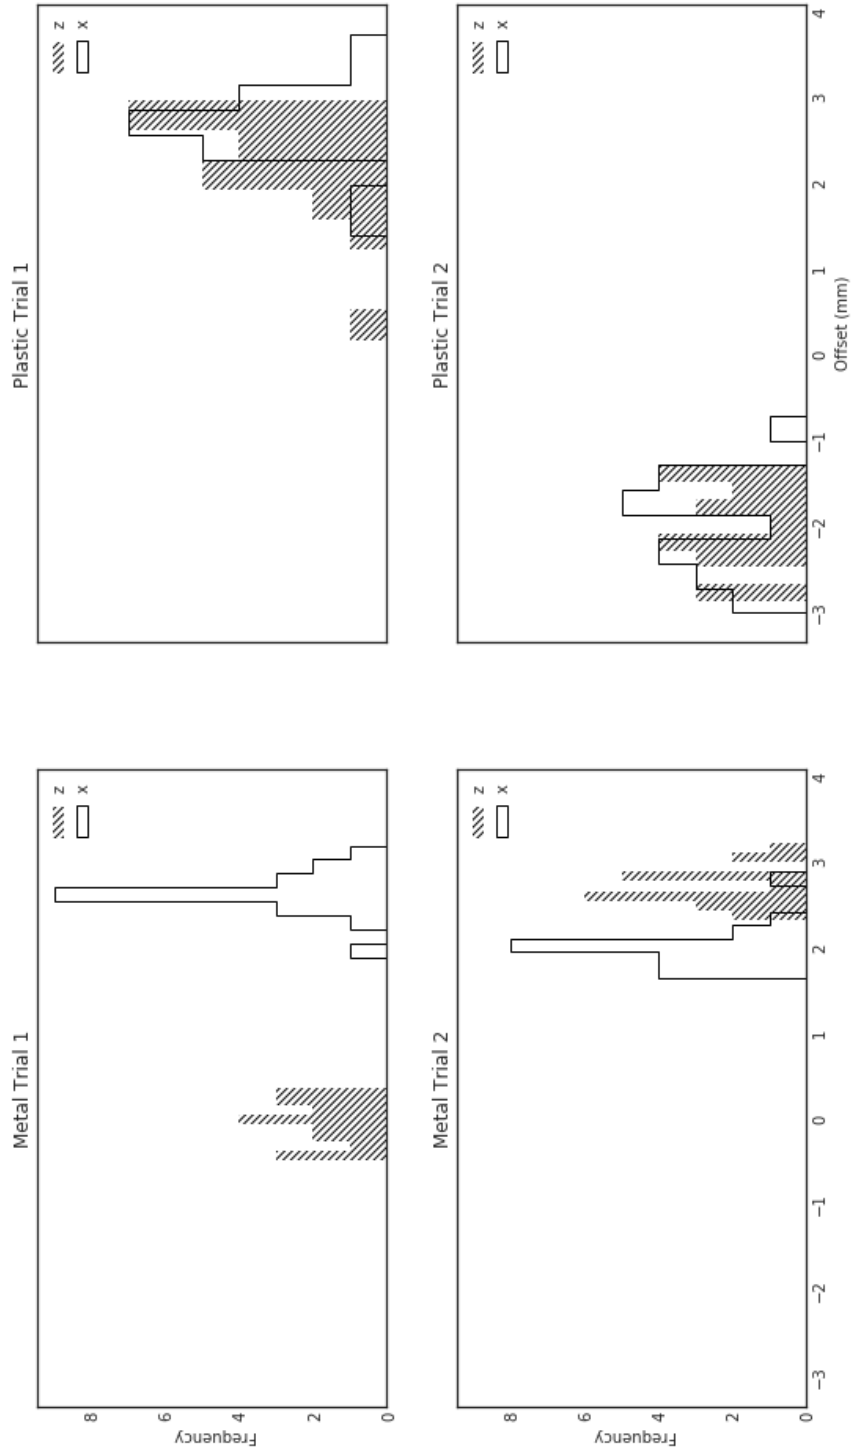 Metal Trial 1
Plastic Trial 1
z
x
z
x
Frequency
8
6
4
2
0
Metal Trial 2
Plastic Trial 2
z
x
z
x
Frequency
8
6
4
2
0
−3 −2 −1 0 1 2 3 4
−3 −2 −1 0 1 2 3 4
Offset (mm)